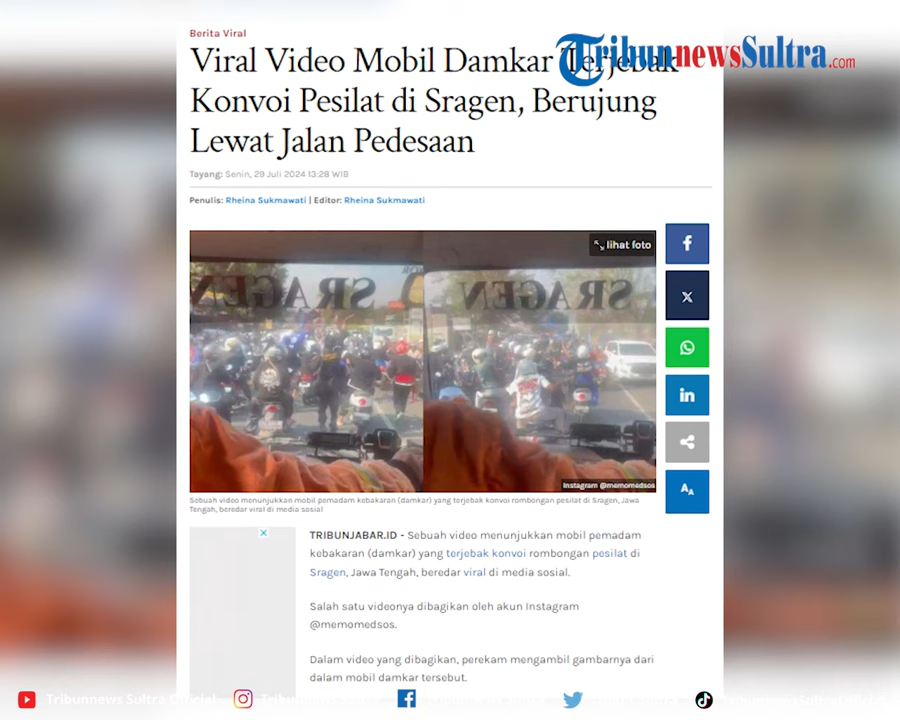 Berita Viral
TribunnewsSultra.com
Viral Video Mobil Damkar Terjebak
Konvoi Pesilat di Sragen, Berujung
Lewat Jalan Pedesaan
Tayang: Senin, 29 Juli 2024 13:28 WIB
Penulis: Rheina Sukmawati | Editor: Rheina Sukmawati
lihat foto
SRAGEN SRAGEN
Instagram @memomedsos
Sebuah video menunjukkan mobil pemadam kebakaran (damkar) yang terjebak konvoi rombongan pesilat di Sragen, Jawa
Tengah, beredar viral di media sosial
TRIBUNJABAR.ID - Sebuah video menunjukkan mobil pemadam
kebakaran (damkar) yang terjebak konvoi rombongan pesilat di
Sragen, Jawa Tengah, beredar viral di media sosial.
Salah satu videonya dibagikan oleh akun Instagram
@memomedsos.
Dalam video yang dibagikan, perekam mengambil gambarnya dari
dalam mobil damkar tersebut.
Tribunnews Sultra Official